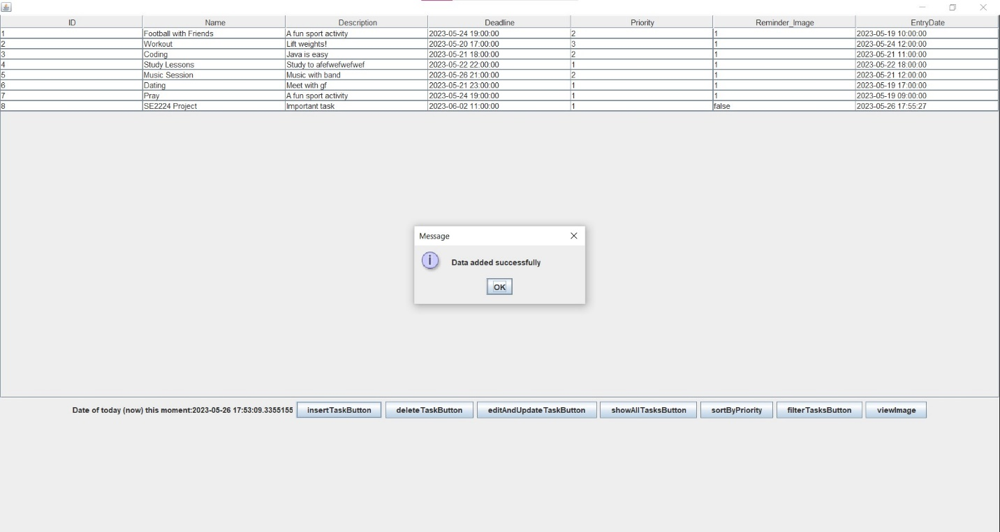 ID Name Description Deadline Priority Reminder_Image EntryDate
1 Football with Friends A fun sport activity 2023-05-24 19:00:00 2 1 2023-05-19 10:00:00
2 Workout Lift weights! 2023-05-20 17:00:00 3 1 2023-05-24 12:00:00
3 Coding Java is easy 2023-05-21 18:00:00 2 1 2023-05-21 11:00:00
4 Study Lessons Study to afefwefwefwef 2023-05-22 22:00:00 1 1 2023-05-22 18:00:00
5 Music Session Music with band 2023-05-26 21:00:00 2 1 2023-05-21 12:00:00
6 Dating Meet with gf 2023-05-21 23:00:00 1 1 2023-05-19 17:00:00
7 Pray A fun sport activity 2023-05-24 19:00:00 1 1 2023-05-19 09:00:00
8 SE2224 Project Important task 2023-06-02 11:00:00 1 false 2023-05-26 17:55:27
Message
Data added successfully
OK
Date of today (now) this moment:2023-05-26 17:53:09.3355155 insertTaskButton deleteTaskButton editAndUpdateTaskButton showAllTasksButton sortByPriority filterTasksButton viewImage